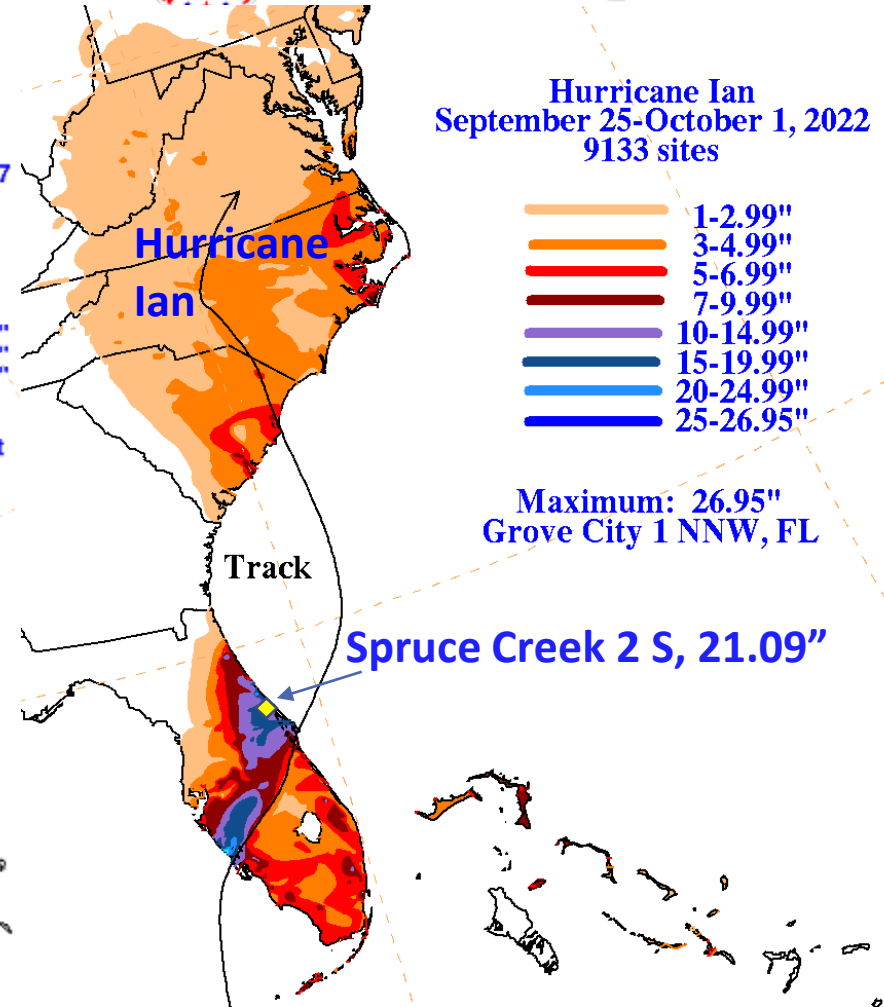 Hurricane Ian
September 25-October 1, 2022
9133 sites
1-2.99"
3-4.99"
5-6.99"
7-9.99"
10-14.99"
15-19.99"
20-24.99"
25-26.95"
Maximum: 26.95"
Grove City 1 NNW, FL
7
Hurricane
Ian
"
"
"
t
Track
Spruce Creek 2 S, 21.09”